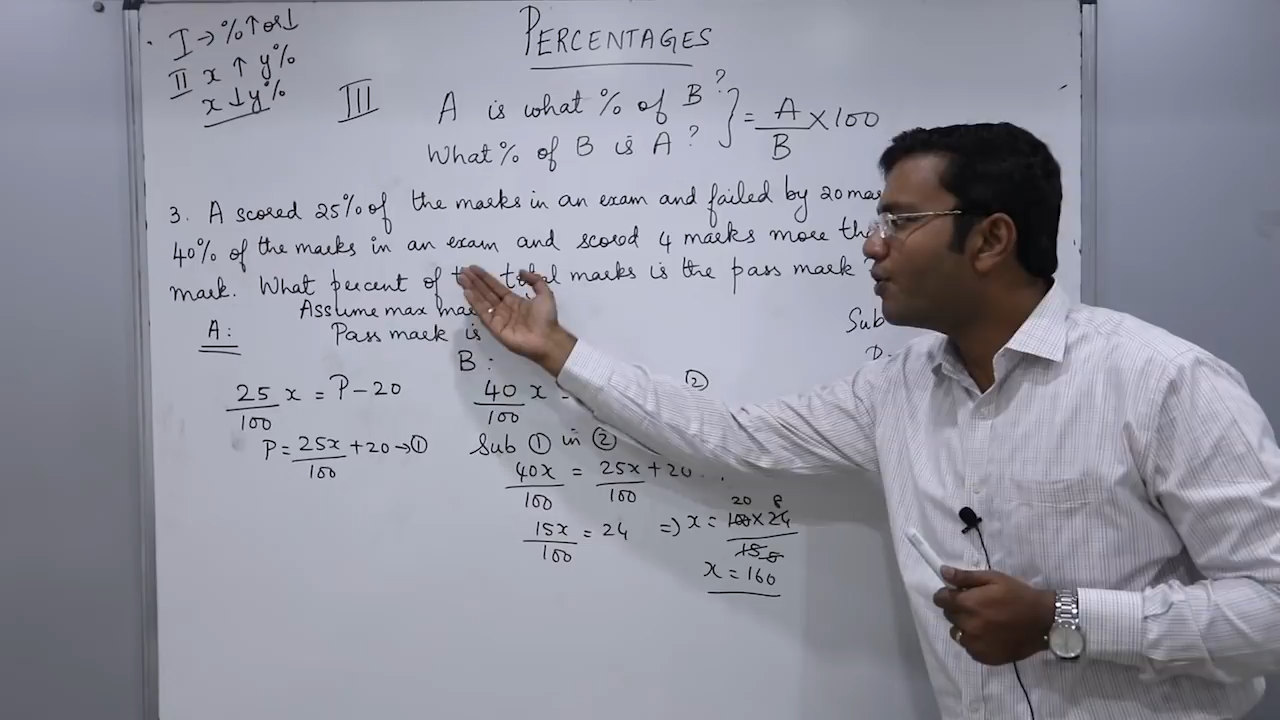 PERCENTAGES
I → % ↑ or ↓
II x ↑ y%
x ↓ y%
III A is what % of B?
What % of B is A? } = A/B × 100
3. A scored 25% of the marks in an exam and failed by 20
40% of the marks in an exam and scored 4 marks more
mark. What percent of total marks is the pass mark
Assume max
Pass mark is
Sub
A:
B:
25/100 x = P - 20
40/100 x = ②
P = 25x/100 + 20 → ①
Sub ① in ②
40x/100 = 25x/100 + 20
15x/100 = 24 => x = 100 × 24/15
20 8
5
x = 160